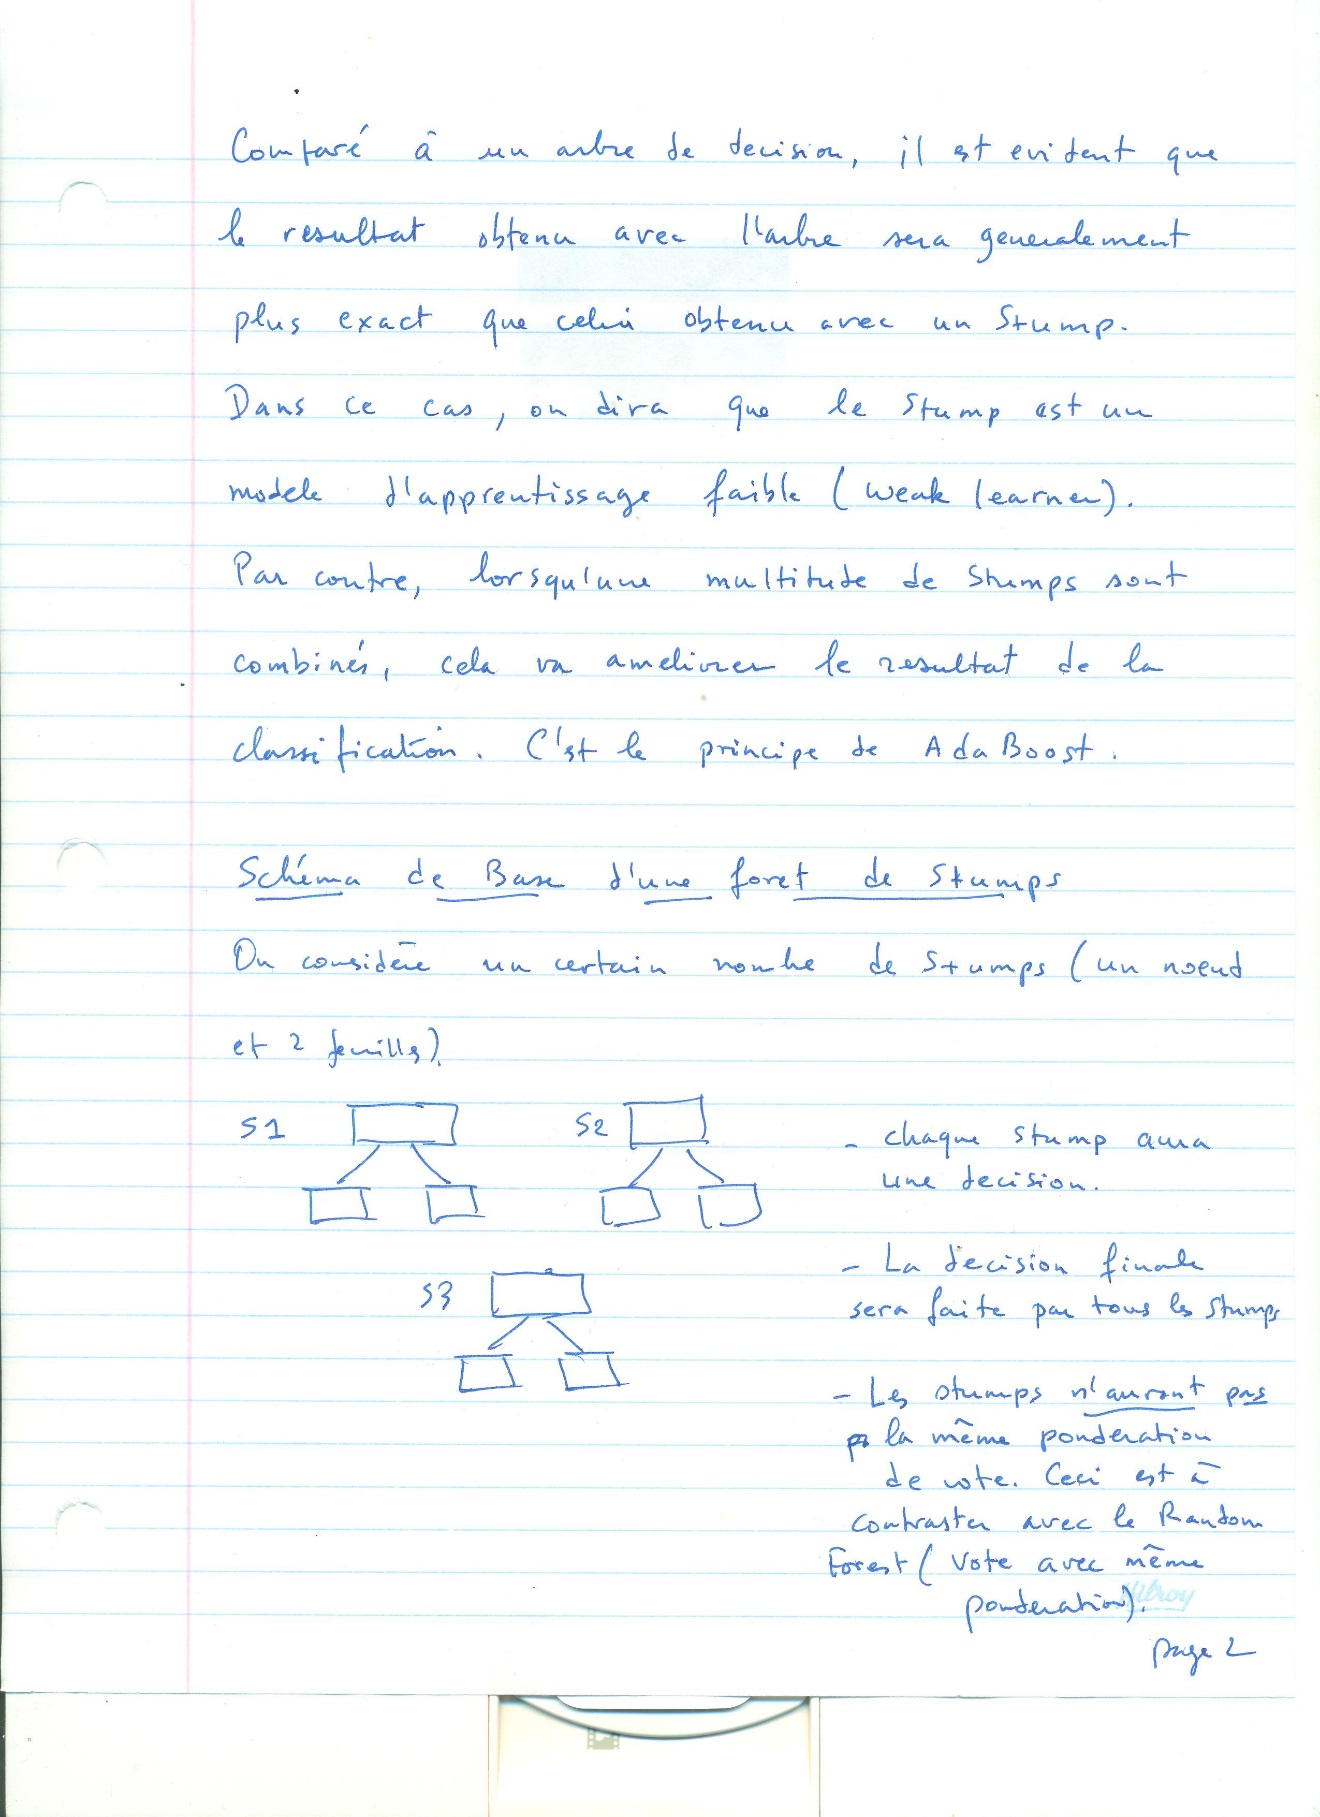 Comparé à un arbre de decision, il est evident que
le resultat obtenu avec l'arbre sera generalement
plus exact que celui obtenu avec un Stump.
Dans ce cas, on dira que le Stump est un
modele d'apprentissage faible (weak learner).
Par contre, lorsqu'une multitude de Stumps sont
combinés, cela va ameliorer le resultat de la
classification. C'est le principe de AdaBoost.
Schéma de Base d'une foret de Stumps
On considère un certain nombre de Stumps (un noeud
et 2 feuilles).
S1
S2
- chaque stump aura
une decision.
- La decision finale
sera faite par tous les stumps
S3
- Les stumps n'auront pas
la même ponderation
de vote. Ceci est à
contraster avec le Random
Forest (Vote avec même
ponderation).
Hilroy
page 2